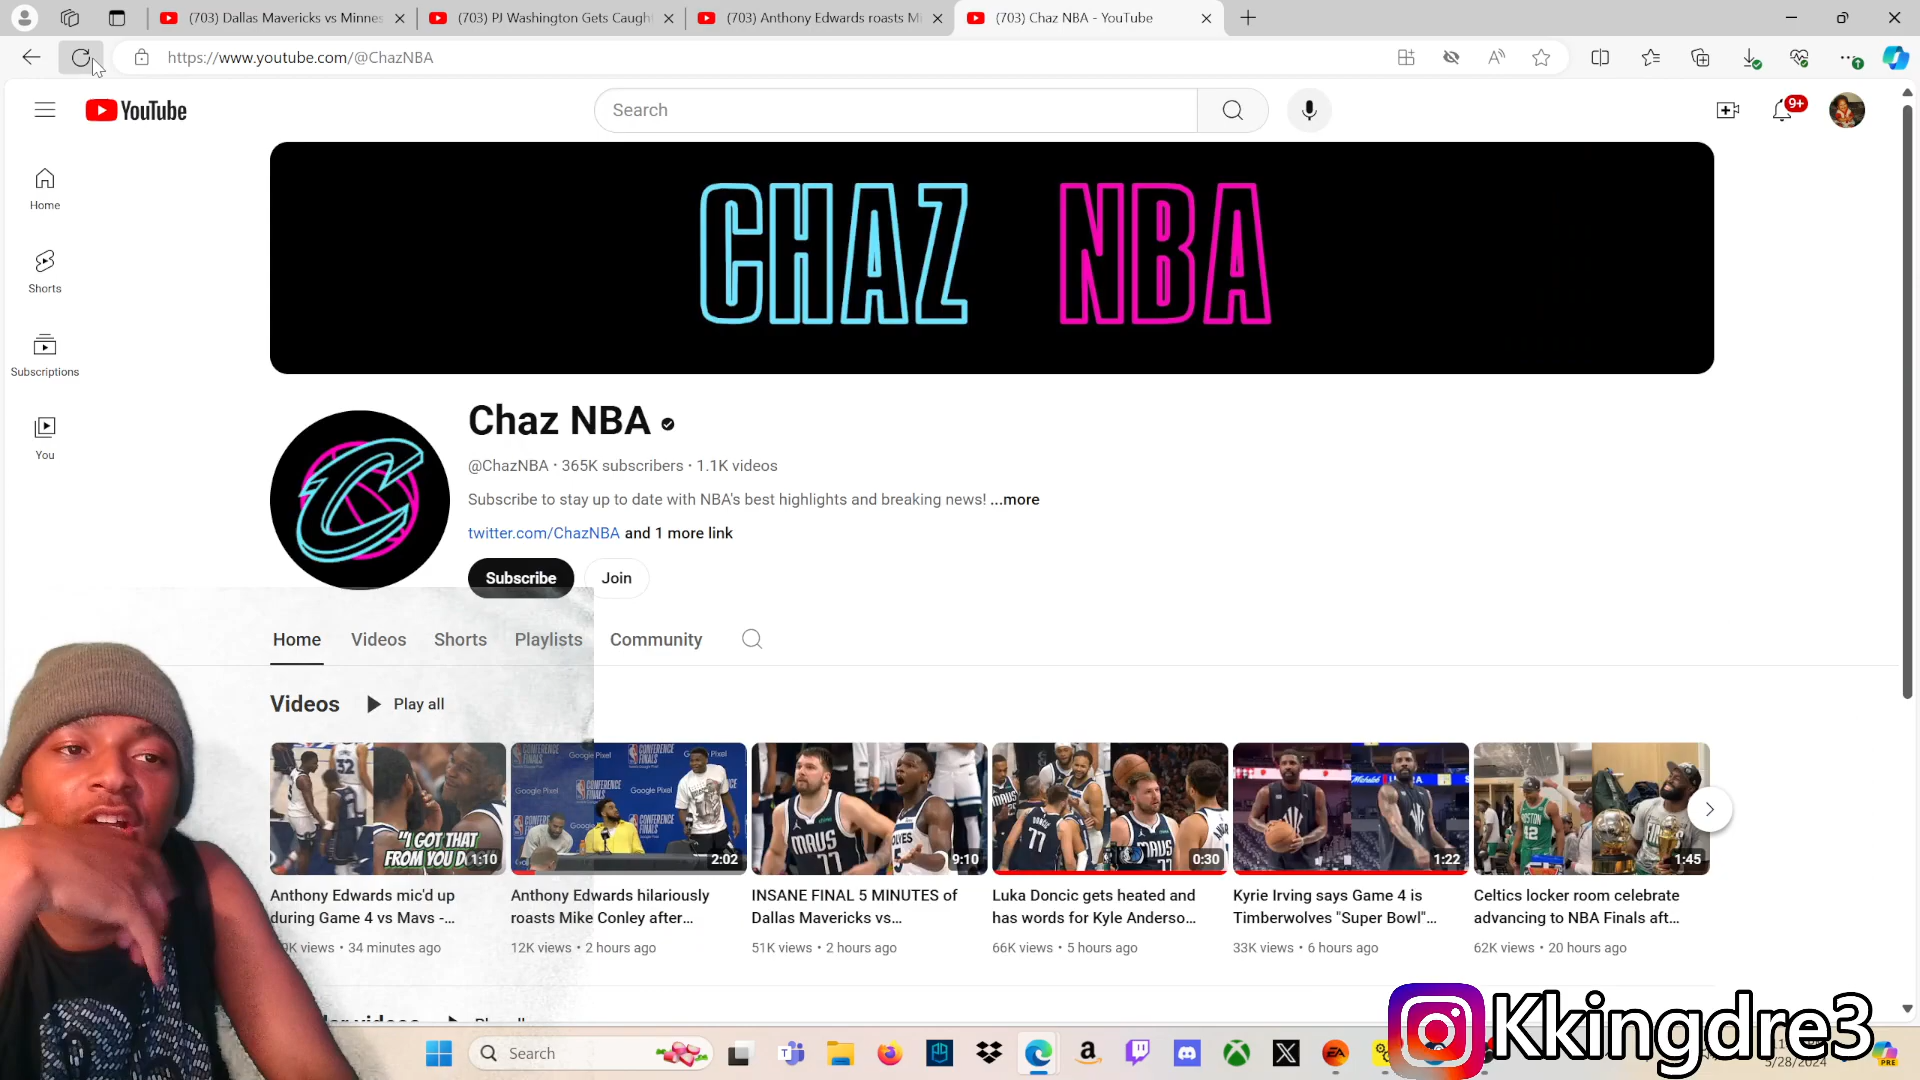 (703) Dallas Mavericks vs Minnes
(703) PJ Washington Gets Caugh
(703) Anthony Edwards roasts Mi
(703) Chaz NBA - YouTube
https://www.youtube.com/@ChazNBA
YouTube
Search
9+
Home
Shorts
Subscriptions
You
CHAZ NBA
Chaz NBA
@ChazNBA · 365K subscribers · 1.1K videos
Subscribe to stay up to date with NBA's best highlights and breaking news! ...more
twitter.com/ChazNBA and 1 more link
Subscribe
Join
Home
Videos
Shorts
Playlists
Community
Videos
Play all
"I GOT THAT
FROM YOU
1:10
2:02
9:10
0:30
1:22
1:45
Anthony Edwards mic'd up
during Game 4 vs Mavs -...
views · 34 minutes ago
Anthony Edwards hilariously
roasts Mike Conley after...
12K views · 2 hours ago
INSANE FINAL 5 MINUTES of
Dallas Mavericks vs...
51K views · 2 hours ago
Luka Doncic gets heated and
has words for Kyle Anderso...
66K views · 5 hours ago
Kyrie Irving says Game 4 is
Timberwolves "Super Bowl"...
33K views · 6 hours ago
Celtics locker room celebrate
advancing to NBA Finals aft...
62K views · 20 hours ago
Kkingdre3
Search
5/28/2024